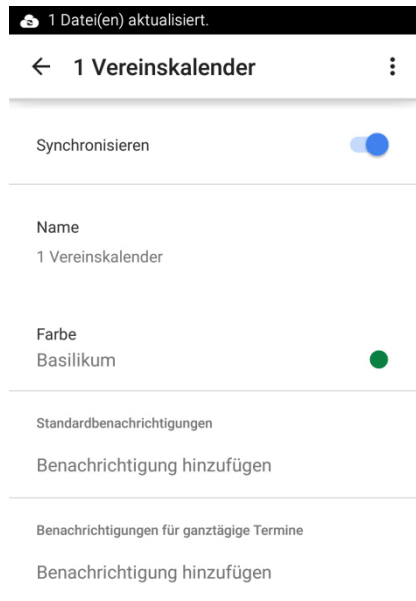 1 Datei(en) aktualisiert.
1 Vereinskalender
Synchronisieren
Name
1 Vereinskalender
Farbe
Basilikum
Standardbenachrichtigungen
Benachrichtigung hinzufügen
Benachrichtigungen für ganztägige Termine
Benachrichtigung hinzufügen